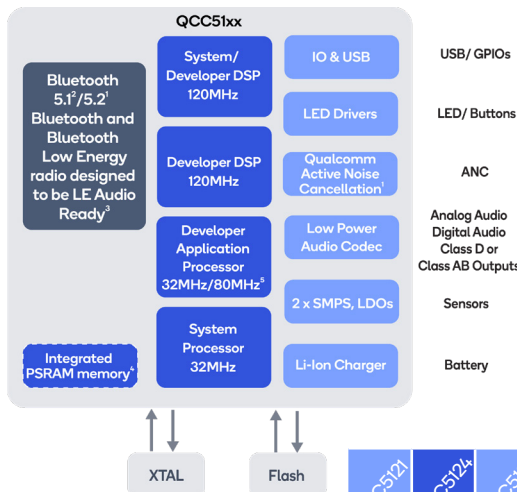 QCC51xx
Bluetooth
5.1²/5.2¹
Bluetooth and
Bluetooth
Low Energy
radio designed
to be LE Audio
Ready³
Integrated
PSRAM memory⁴
System/
Developer DSP
120MHz
Developer DSP
120MHz
Developer
Application
Processor
32MHz/80MHz⁵
System
Processor
32MHz
IO & USB
LED Drivers
Qualcomm
Active Noise
Cancellation¹
Low Power
Audio Codec
2 x SMPS, LDOs
Li-Ion Charger
USB/ GPIOs
LED/ Buttons
ANC
Analog Audio
Digital Audio
Class D or
Class AB Outputs
Sensors
Battery
XTAL
Flash
C5121
C5124